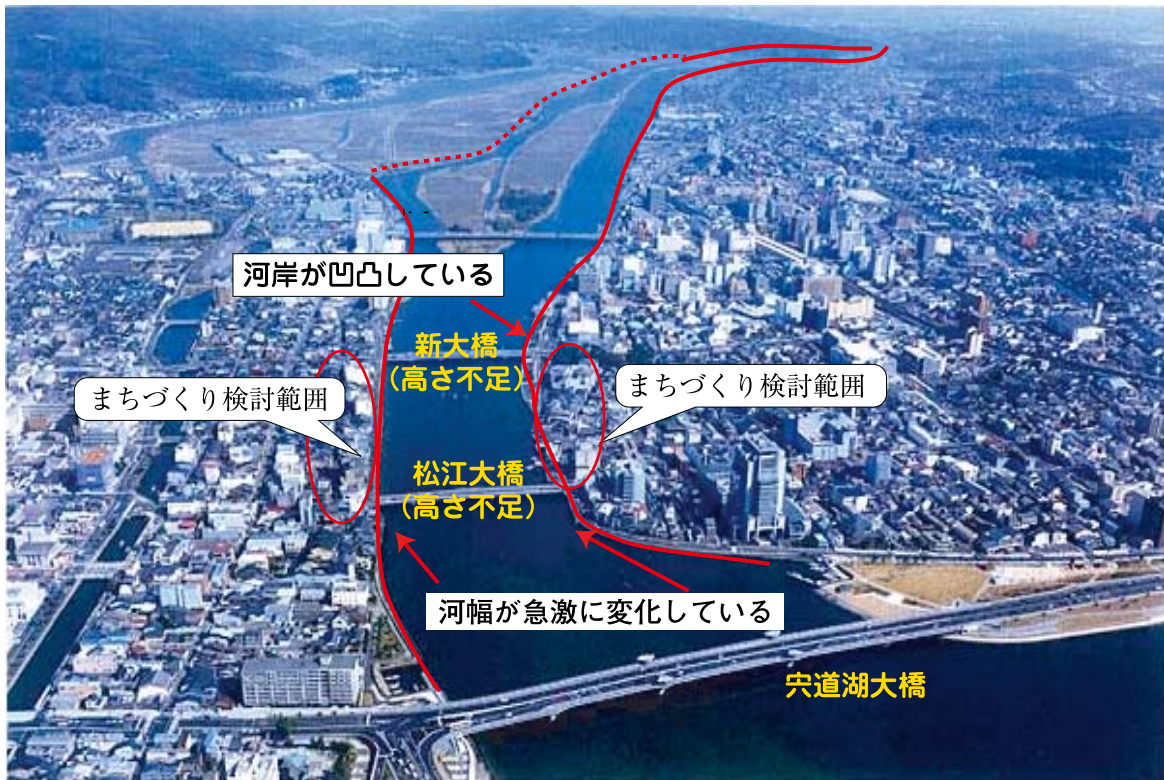 河岸が凹凸している
新大橋
（高さ不足）
まちづくり検討範囲
まちづくり検討範囲
松江大橋
（高さ不足）
河幅が急激に変化している
宍道湖大橋